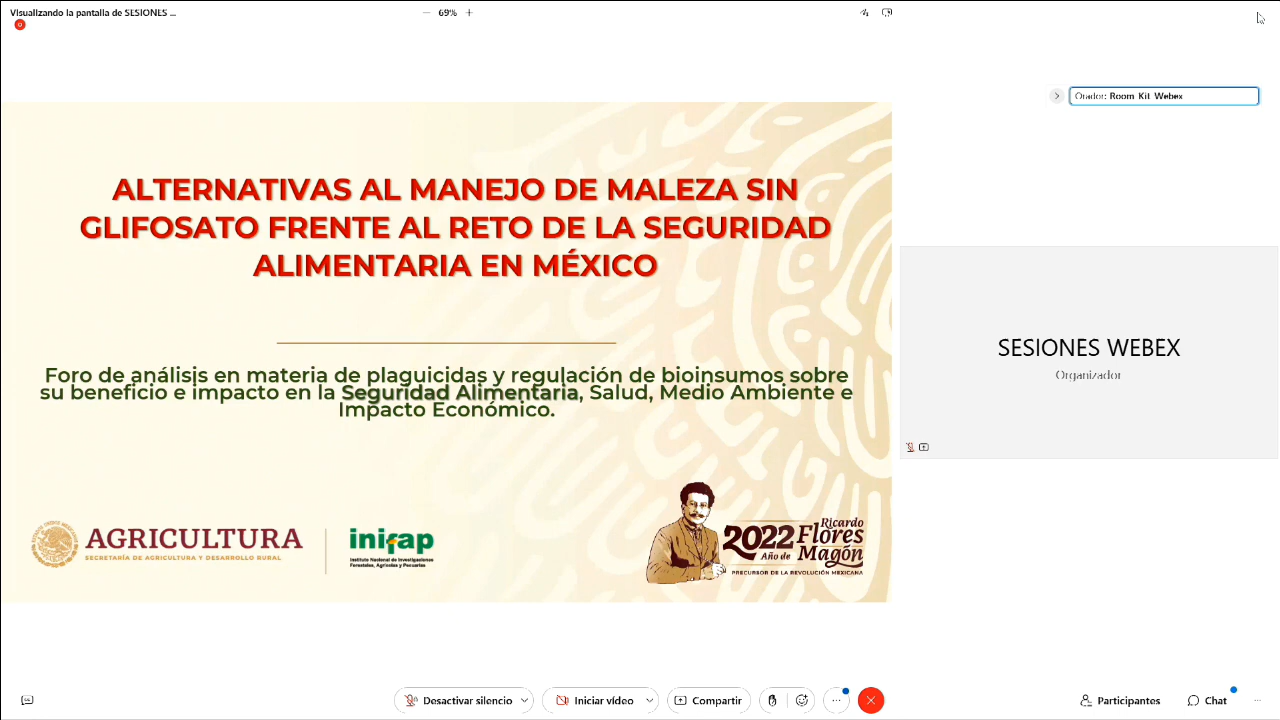 Visualizando la pantalla de SESIONES ...
69%
Orador: Room Kit Webex
ALTERNATIVAS AL MANEJO DE MALEZA SIN
GLIFOSATO FRENTE AL RETO DE LA SEGURIDAD
ALIMENTARIA EN MÉXICO
Foro de análisis en materia de plaguicidas y regulación de bioinsumos sobre
su beneficio e impacto en la Seguridad Alimentaria, Salud, Medio Ambiente e
Impacto Económico.
SESIONES WEBEX
Organizador
AGRICULTURA
SECRETARÍA DE AGRICULTURA Y DESARROLLO RURAL
inifap
Instituto Nacional de Investigaciones
Forestales, Agrícolas y Pecuarias
2022 Ricardo
Flores
Año de Magón
PRECURSOR DE LA REVOLUCIÓN MEXICANA
Desactivar silencio
Iniciar vídeo
Compartir
Participantes
Chat